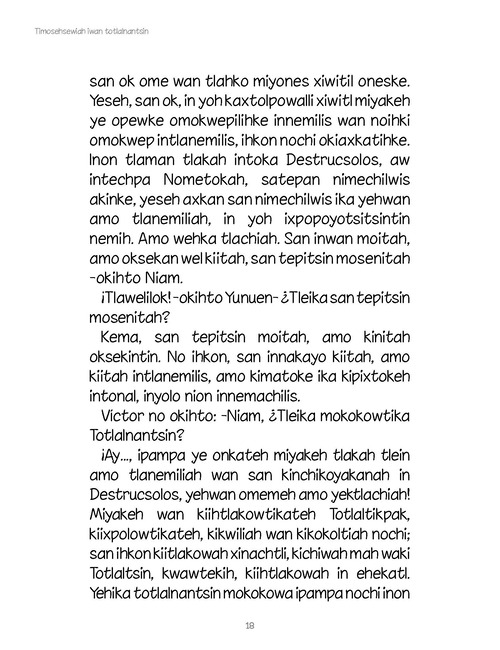 Timosehsewiah iwan totlalnantsin
san ok ome wan tlahko miyones xiwitil oneske.
Yeseh, san ok, in yoh kaxtolpowalli xiwitl miyakeh
ye opewke omokwepilihke innemilis wan noihki
omokwep intlanemilis, ihkon nochi okiaxkatihke.
Inon tlaman tlakah intoka Destrucsolos, aw
intechpa Nometokah, satepan nimechilwis
akinke, yeseh axkan san nimechilwis ika yehwan
amo tlanemiliah, in yoh ixpopoyotsitsintin
nemih. Amo wehka tlachiah. San inwan moitah,
amo oksekan wel kiitah, san tepitsin mosenitah
-okihto Niam.
¡Tlawelilok! -okihto Yunuen- ¿Tleika san tepitsin
mosenitah?
Kema, san tepitsin moitah, amo kinitah
oksekintin. No ihkon, san innakayo kiitah, amo
kiitah intlanemilis, amo kimatoke ika kipixtokeh
intonal, inyolo nion innemachilis.
Víctor no okihto: -Niam, ¿Tleika mokokowtika
Totlalnantsin?
¡Ay..., ipampa ye onkateh miyakeh tlakah tlein
amo tlanemiliah wan san kinchikoyakanah in
Destrucsolos, yehwan omemeh amo yektlachiah!
Miyakeh wan kiihtlakowtikateh Totlaltikpak,
kiixpolowtikateh, kikwiliah wan kikokoltiah nochi;
san ihkon kiitlakowah xinachtli, kichiwah mah waki
Totlaltsin, kwawtekih, kiihtlakowah in ehekatl.
Yehika totlalnantsin mokokowa ipampa nochi inon
18